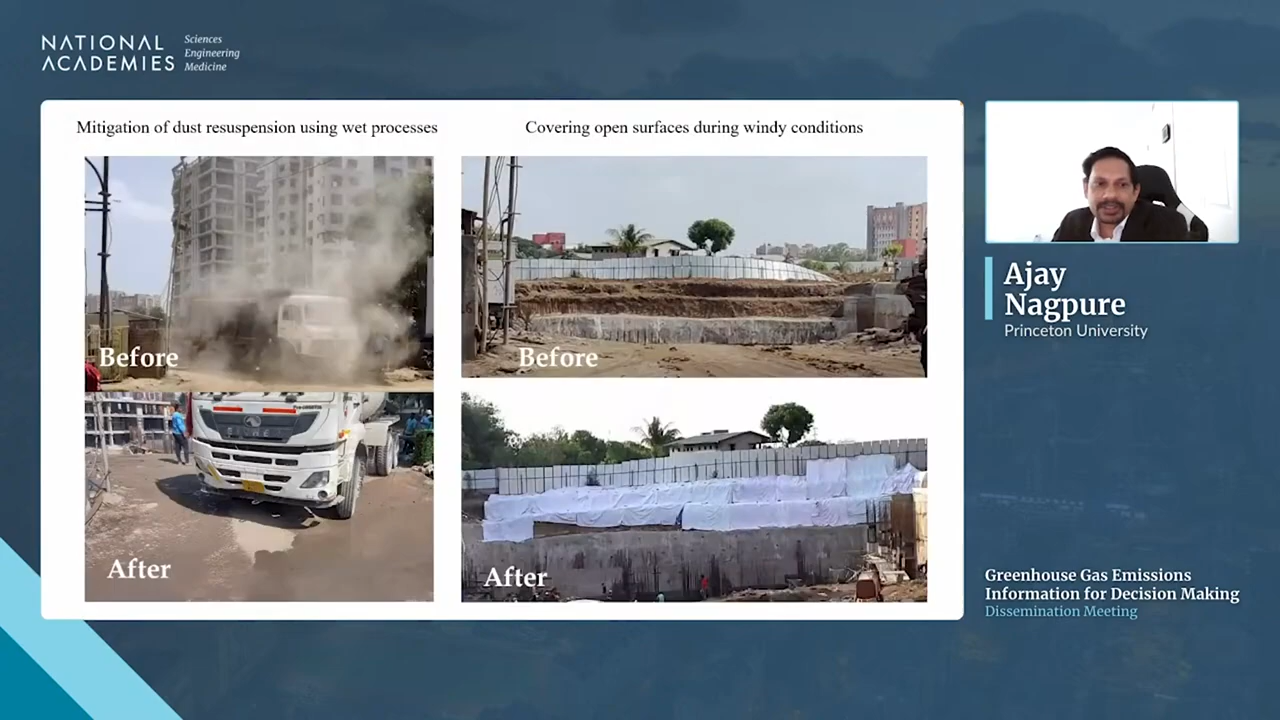 NATIONAL
ACADEMIES
Sciences
Engineering
Medicine
Mitigation of dust resuspension using wet processes
Covering open surfaces during windy conditions
Before
Before
After
After
Ajay
Nagpure
Princeton University
Greenhouse Gas Emissions
Information for Decision Making
Dissemination Meeting